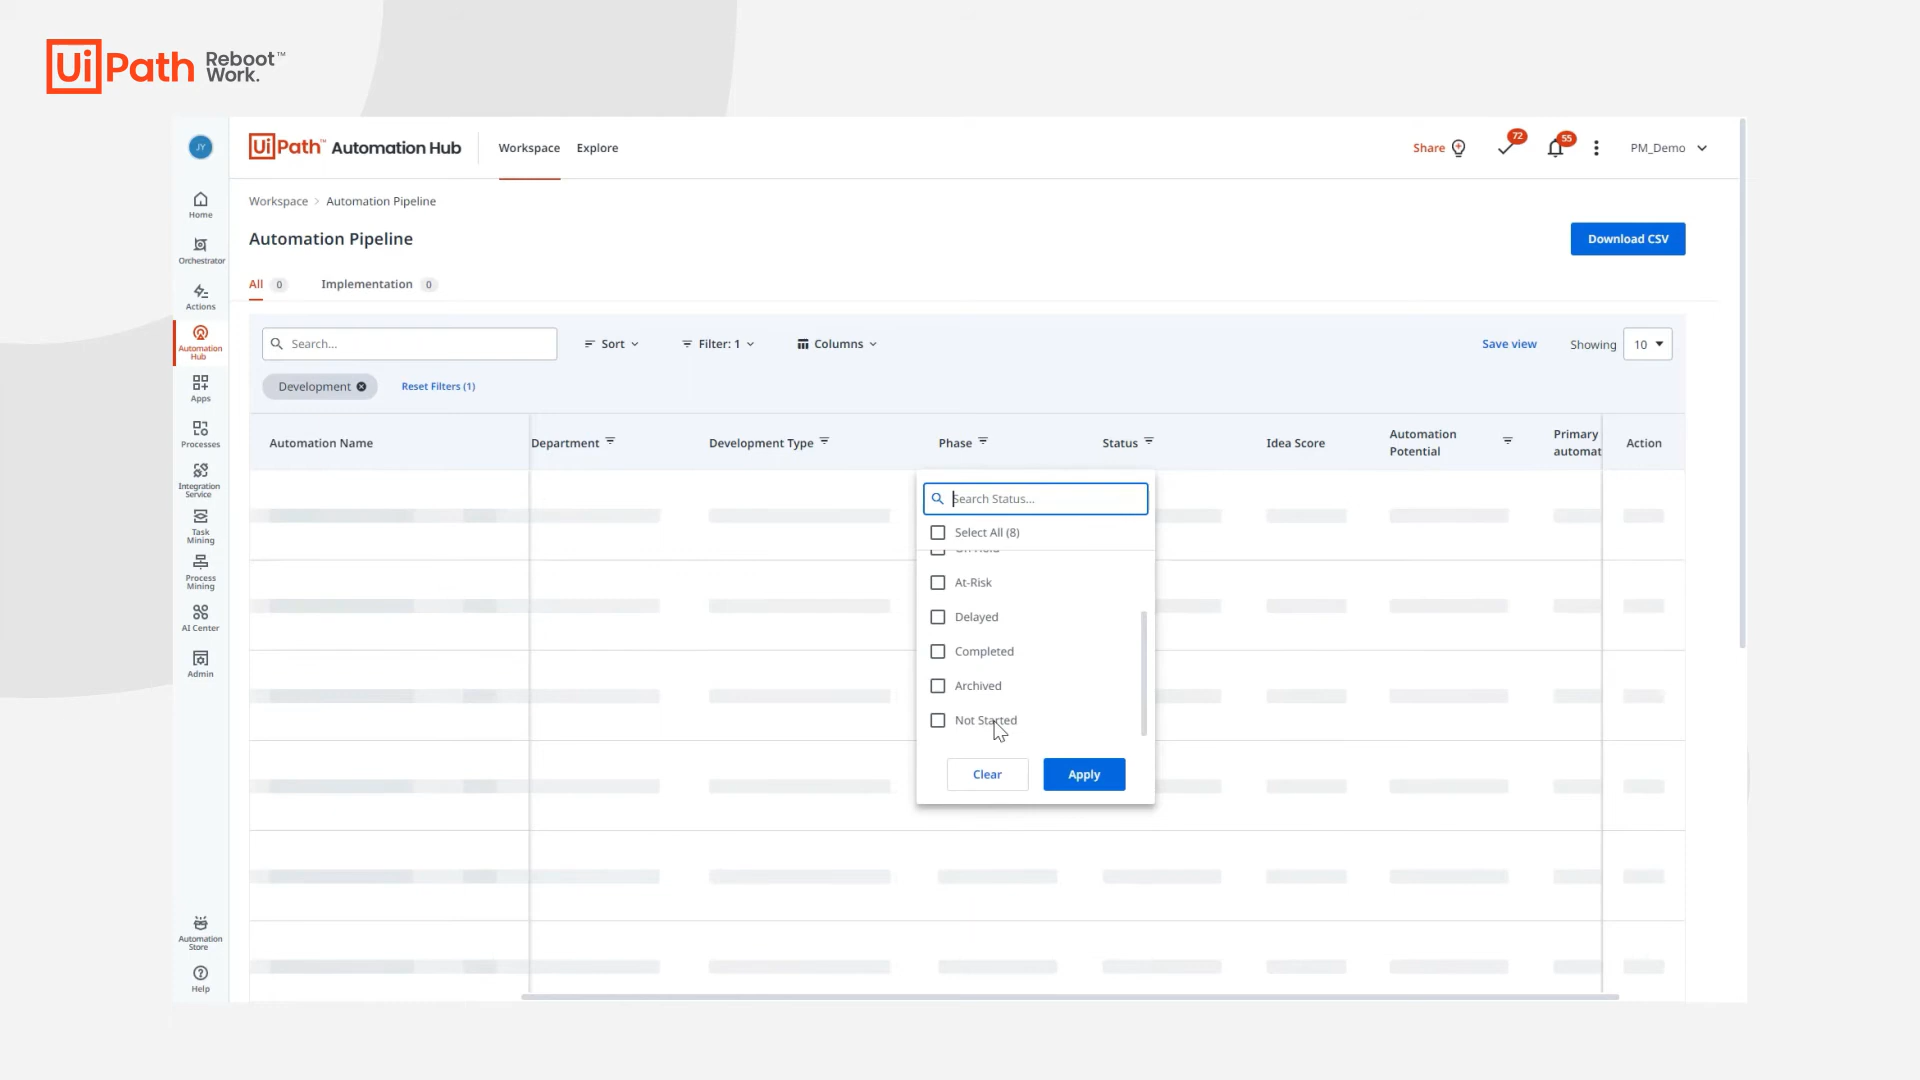 UiPath Reboot™
Work.
JY
UiPath™ Automation Hub
Workspace
Explore
Share
72
55
PM_Demo
Home
Orchestrator
Actions
Automation
Hub
Apps
Processes
Integration
Service
Task
Mining
Process
Mining
AI Center
Admin
Automation
Store
Help
Workspace > Automation Pipeline
Automation Pipeline
Download CSV
All 0
Implementation 0
Search...
Sort
Filter: 1
Columns
Save view
Showing 10
Development
Reset Filters (1)
Automation Name
Department
Development Type
Phase
Status
Idea Score
Automation
Potential
Primary
automat
Action
Search Status...
Select All (8)
At-Risk
Delayed
Completed
Archived
Not Started
Clear
Apply